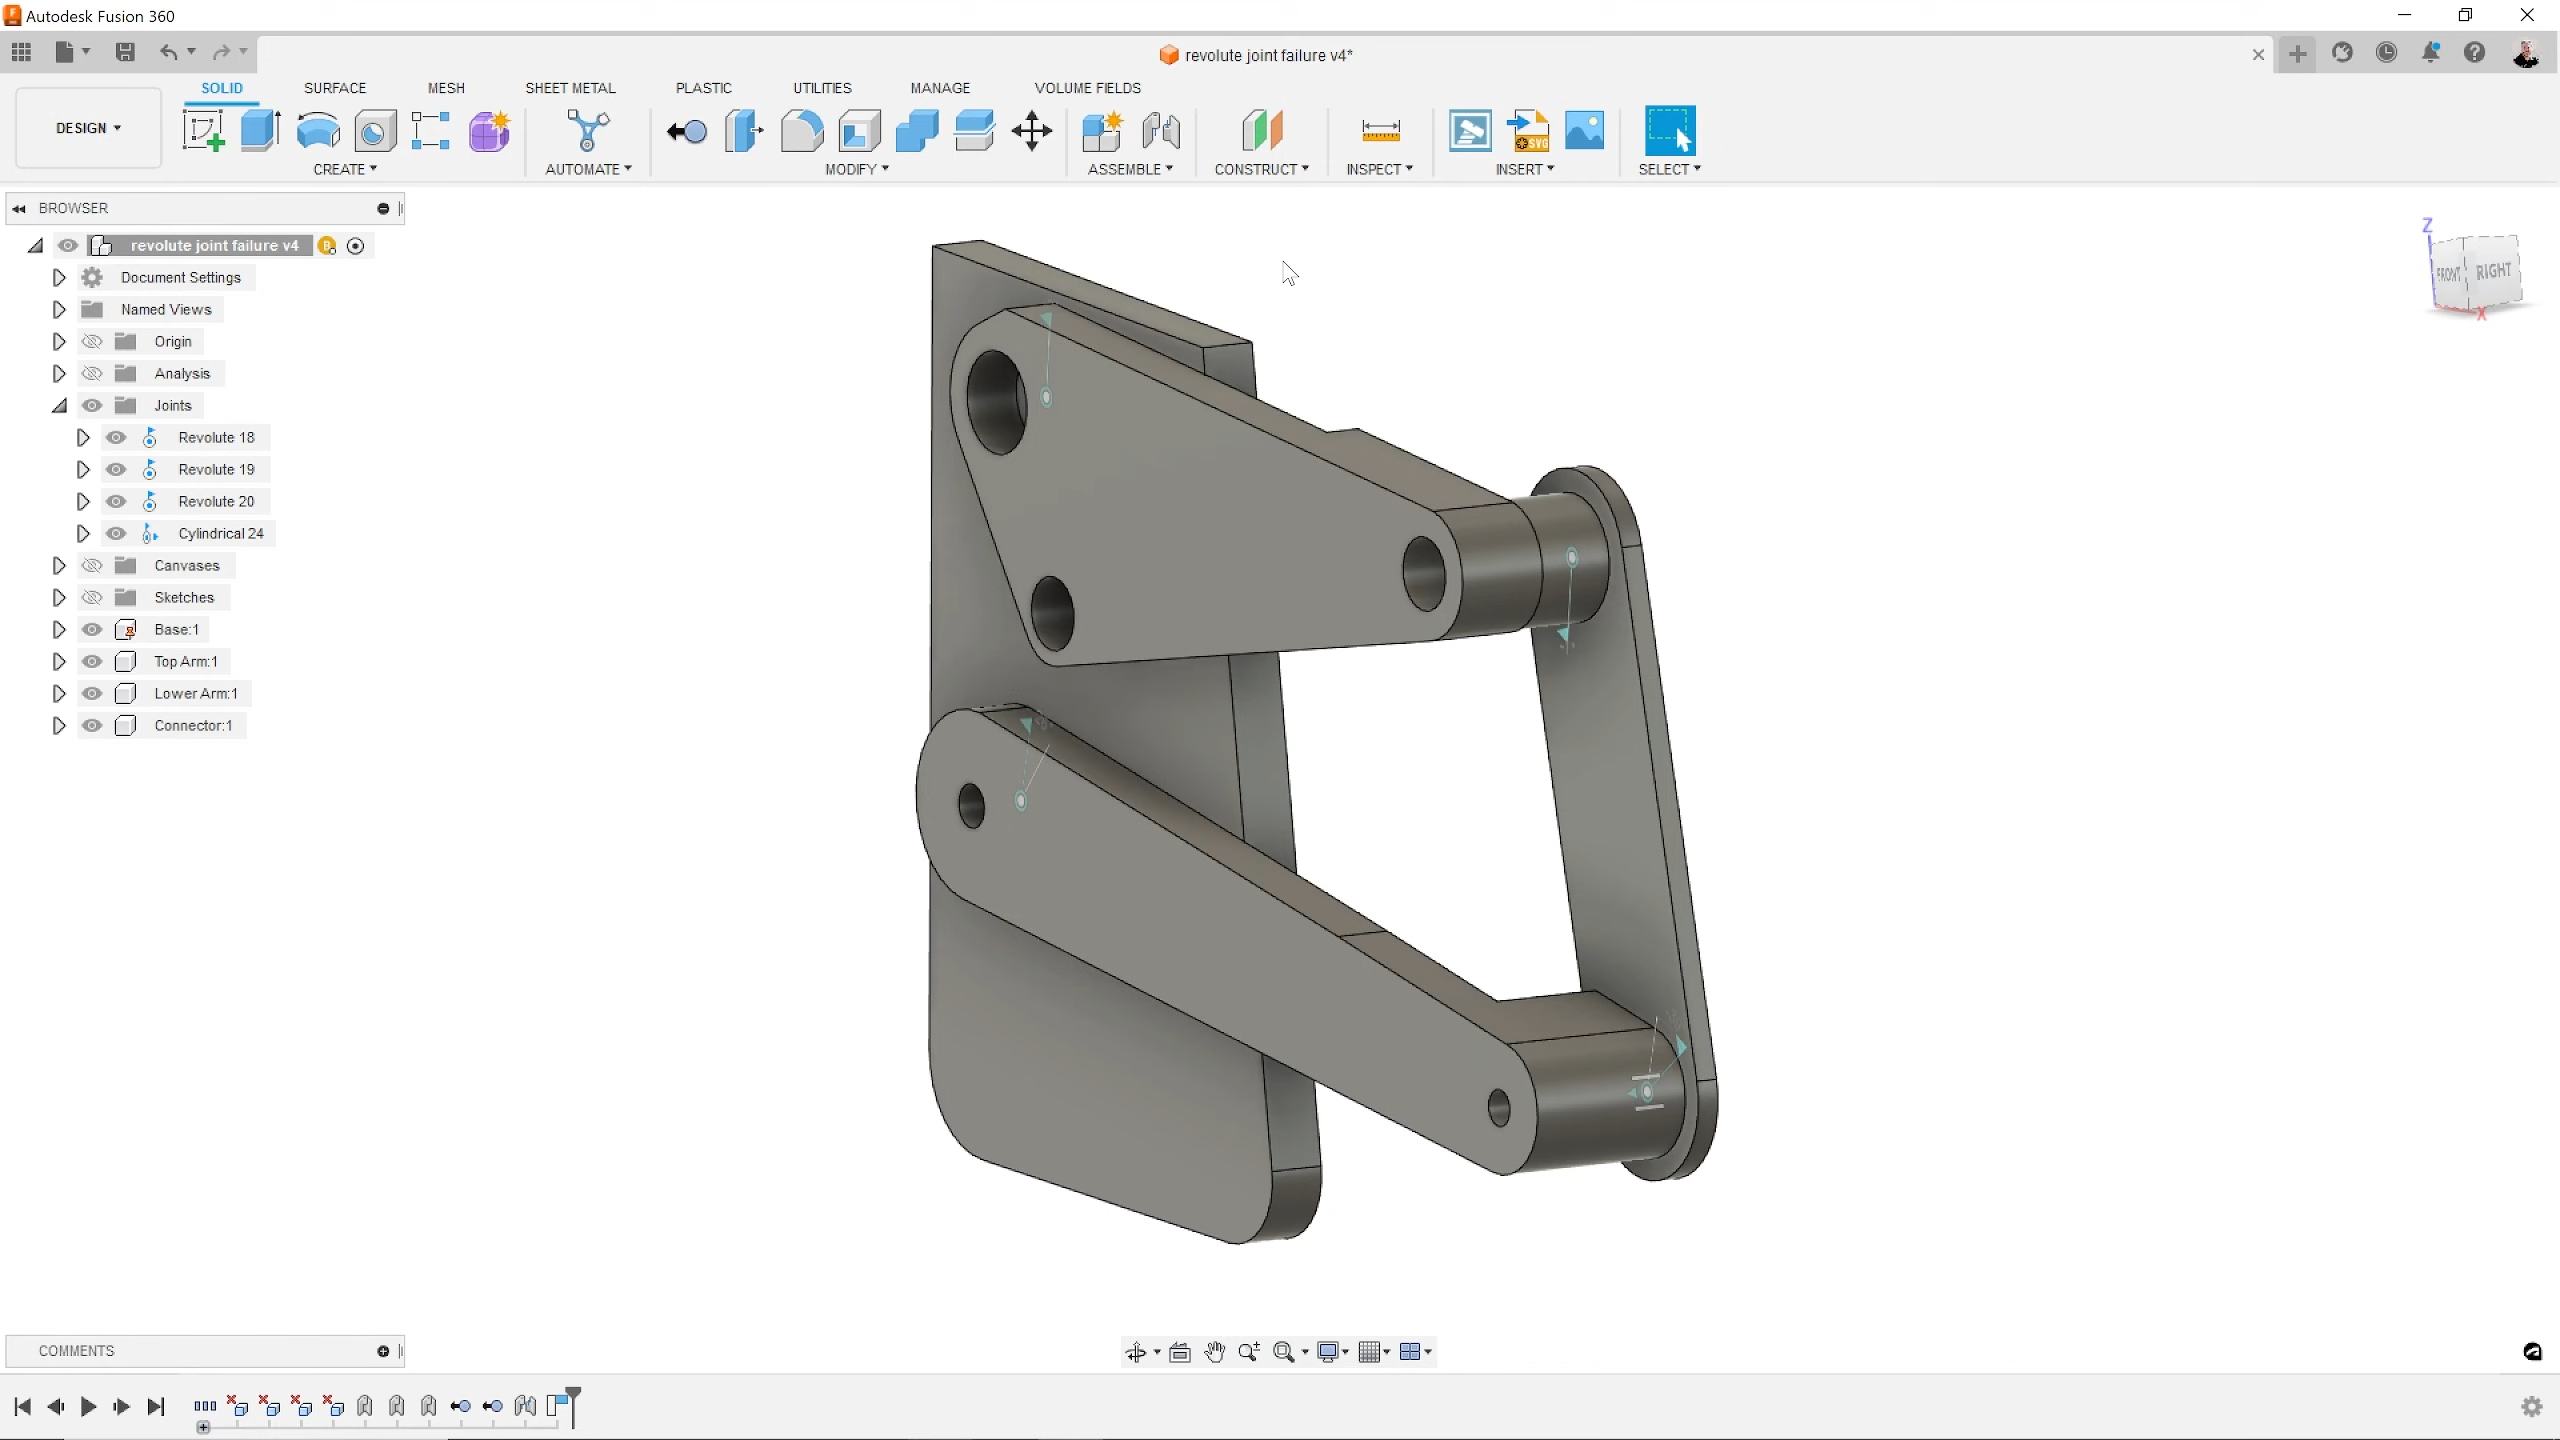 Autodesk Fusion 360
revolute joint failure v4*
SOLID SURFACE MESH SHEET METAL PLASTIC UTILITIES MANAGE VOLUME FIELDS
DESIGN
SVG
CREATE AUTOMATE MODIFY ASSEMBLE CONSTRUCT INSPECT INSERT SELECT
BROWSER
revolute joint failure v4
Document Settings
Named Views
Origin
Analysis
Joints
Revolute 18
Revolute 19
Revolute 20
Cylindrical 24
Canvases
Sketches
Base:1
Top Arm:1
Lower Arm:1
Connector:1
Z
FRONT RIGHT
X
COMMENTS